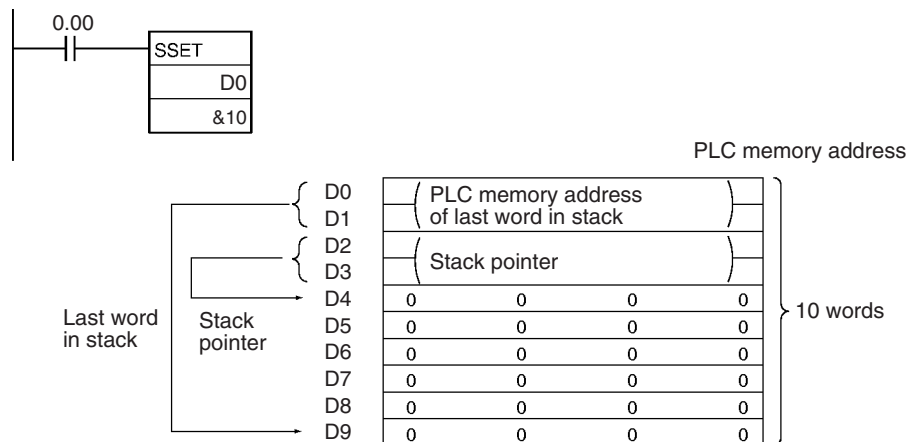 0.00
SSET
D0
&10
PLC memory address
D0
D1
PLC memory address
of last word in stack
D2
D3
Stack pointer
D4 0 0 0 0
D5 0 0 0 0
D6 0 0 0 0
D7 0 0 0 0
D8 0 0 0 0
D9 0 0 0 0
10 words
Last word
in stack
Stack
pointer